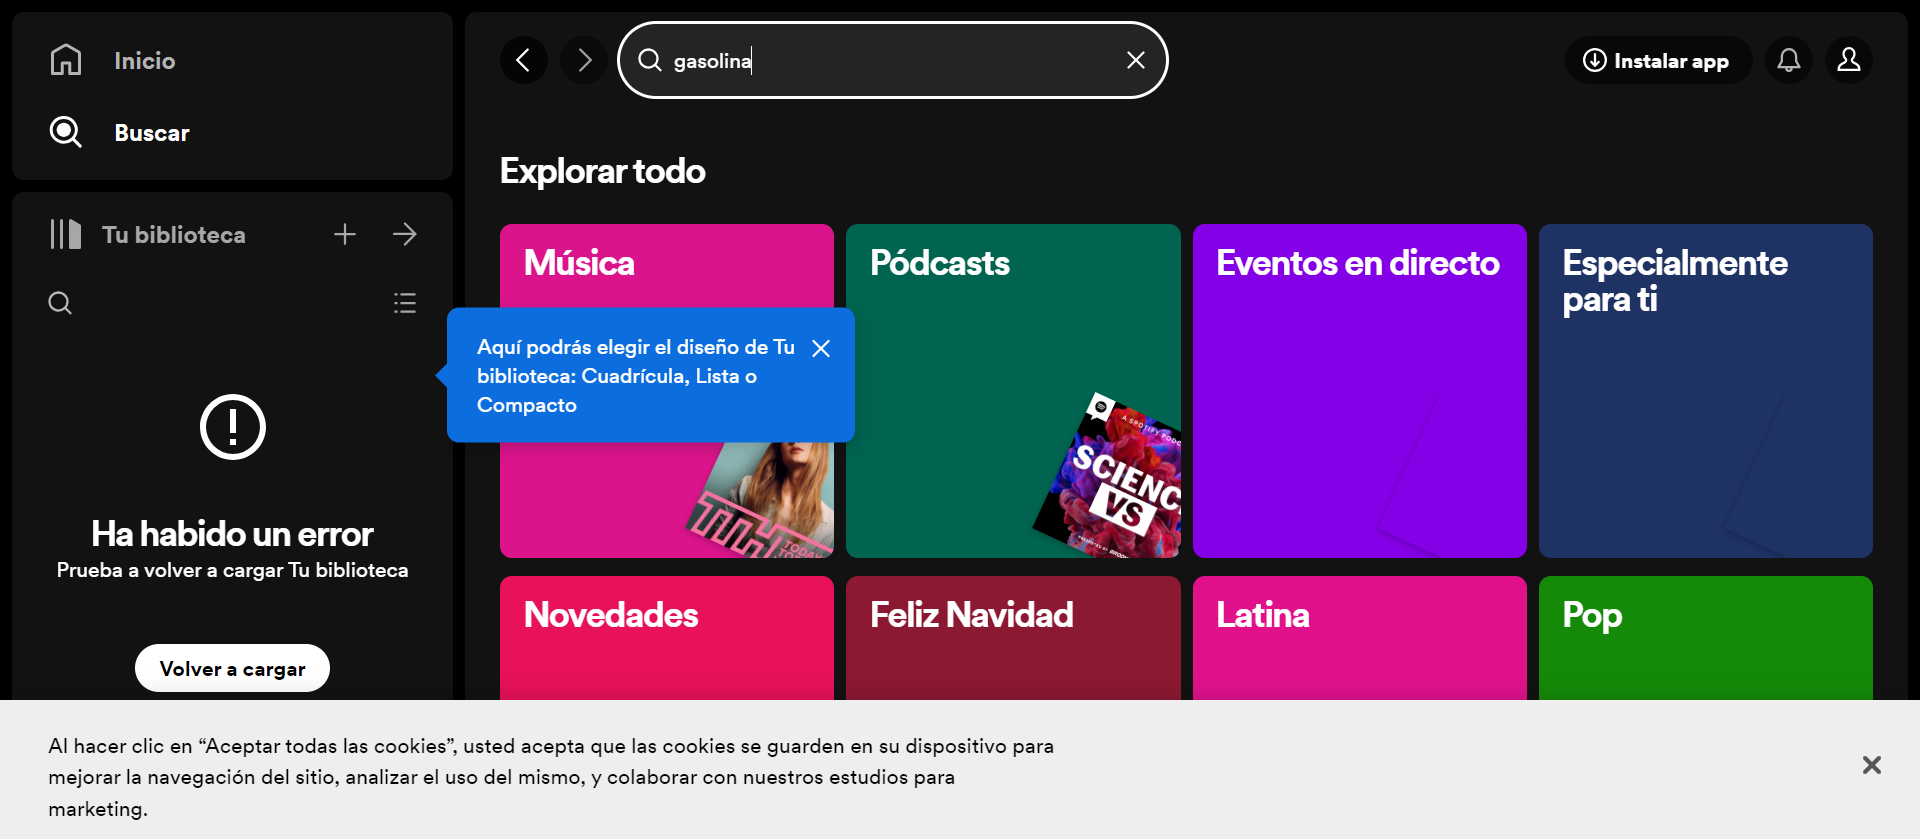 Inicio
Buscar
gasolina
Instalar app
Tu biblioteca
Explorar todo
Música
Pódcasts
Eventos en directo
Especialmente
para ti
Aquí podrás elegir el diseño de Tu
biblioteca: Cuadrícula, Lista o
Compacto
SCIENC
VS
Ha habido un error
Prueba a volver a cargar Tu biblioteca
Volver a cargar
Novedades
Feliz Navidad
Latina
Pop
Al hacer clic en “Aceptar todas las cookies”, usted acepta que las cookies se guarden en su dispositivo para
mejorar la navegación del sitio, analizar el uso del mismo, y colaborar con nuestros estudios para
marketing.